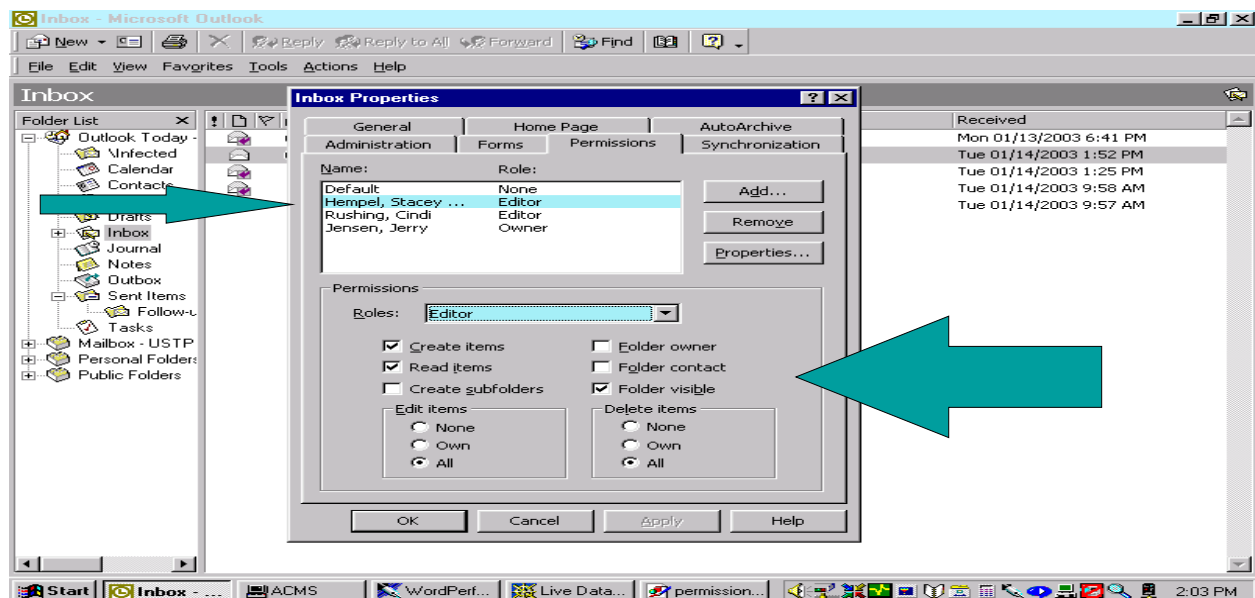 Inbox - Microsoft Outlook
New Reply Reply to All Forward Find
File Edit View Favorites Tools Actions Help
Inbox
Folder List
Outlook Today -
\Infected
Calendar
Contacts
Drafts
Inbox
Journal
Notes
Outbox
Sent Items
Follow-u
Tasks
Mailbox - USTP
Personal Folders
Public Folders
Received
Mon 01/13/2003 6:41 PM
Tue 01/14/2003 1:52 PM
Tue 01/14/2003 1:25 PM
Tue 01/14/2003 9:58 AM
Tue 01/14/2003 9:57 AM
Inbox Properties
General Home Page AutoArchive
Administration Forms Permissions Synchronization
Name: Role:
Default None
Hempel, Stacey ... Editor
Rushing, Cindi Editor
Jensen, Jerry Owner
Add...
Remove
Properties...
Permissions
Roles: Editor
Create items Folder owner
Read items Folder contact
Create subfolders Folder visible
Edit items Delete items
None None
Own Own
All All
OK Cancel Apply Help
Start Inbox - ... ACMS WordPerf... Live Data... permission... 2:03 PM